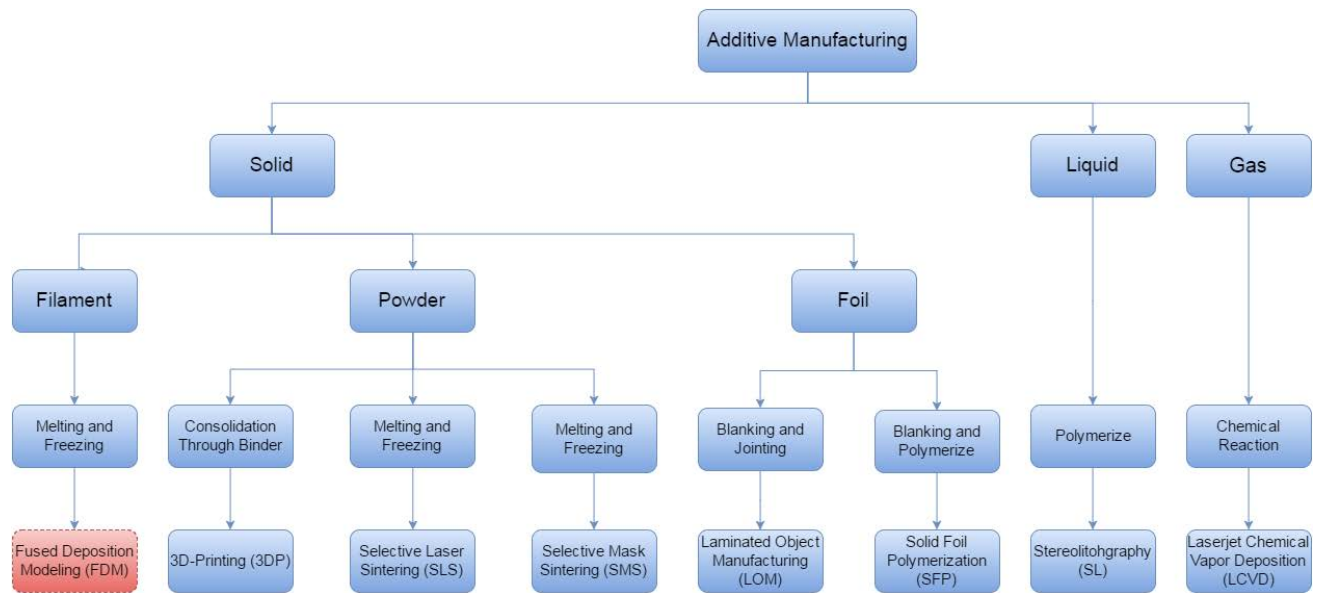 Additive Manufacturing
Solid
Liquid
Gas
Filament
Powder
Foil
Melting and
Freezing
Consolidation
Through Binder
Melting and
Freezing
Melting and
Freezing
Blanking and
Jointing
Blanking and
Polymerize
Polymerize
Chemical
Reaction
Fused Deposition
Modeling (FDM)
3D-Printing (3DP)
Selective Laser
Sintering (SLS)
Selective Mask
Sintering (SMS)
Laminated Object
Manufacturing
(LOM)
Solid Foil
Polymerization
(SFP)
Stereolitohgraphy
(SL)
Laserjet Chemical
Vapor Deposition
(LCVD)